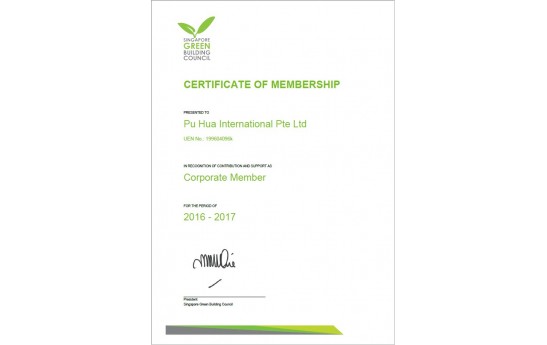 SINGAPORE
GREEN
BUILDING
COUNCIL
CERTIFICATE OF MEMBERSHIP
PRESENTED TO
Pu Hua International Pte Ltd
UEN No.:
IN RECOGNITION OF CONTRIBUTION AND SUPPORT AS
Corporate Member
FOR THE PERIOD OF
2016 - 2017
President
Singapore Green Building Council